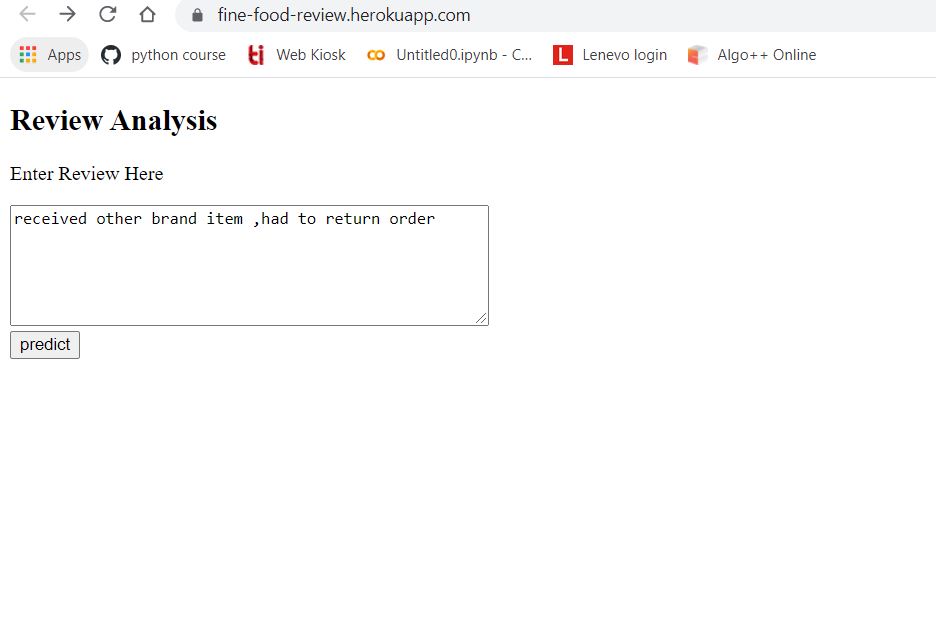 fine-food-review.herokuapp.com
Apps python course ti Web Kiosk Untitled0.ipynb - C... L Lenevo login Algo++ Online
Review Analysis
Enter Review Here
received other brand item ,had to return order
predict